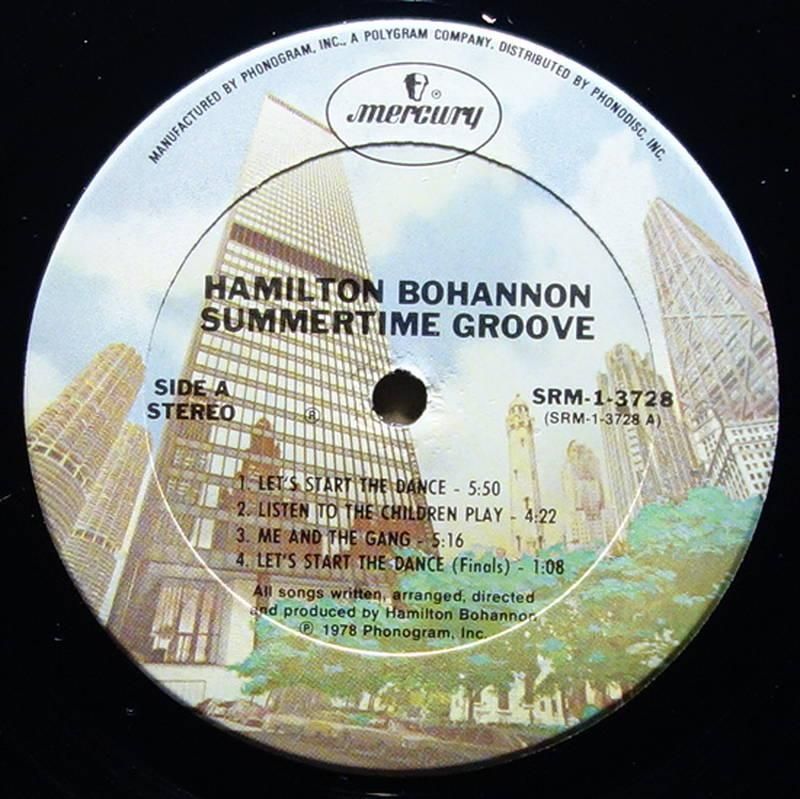 MANUFACTURED BY PHONOGRAM, INC., A POLYGRAM COMPANY. DISTRIBUTED BY PHONODISC, INC.
®
mercury
HAMILTON BOHANNON
SUMMERTIME GROOVE
SIDE A
STEREO
SRM-1-3728
(SRM-1-3728 A)
1. LET'S START THE DANCE - 5:50
2. LISTEN TO THE CHILDREN PLAY - 4:22
3. ME AND THE GANG - 5:16
4. LET'S START THE DANCE (Finals) - 1:08
All songs written, arranged, directed
and produced by Hamilton Bohannon
℗ 1978 Phonogram, Inc.